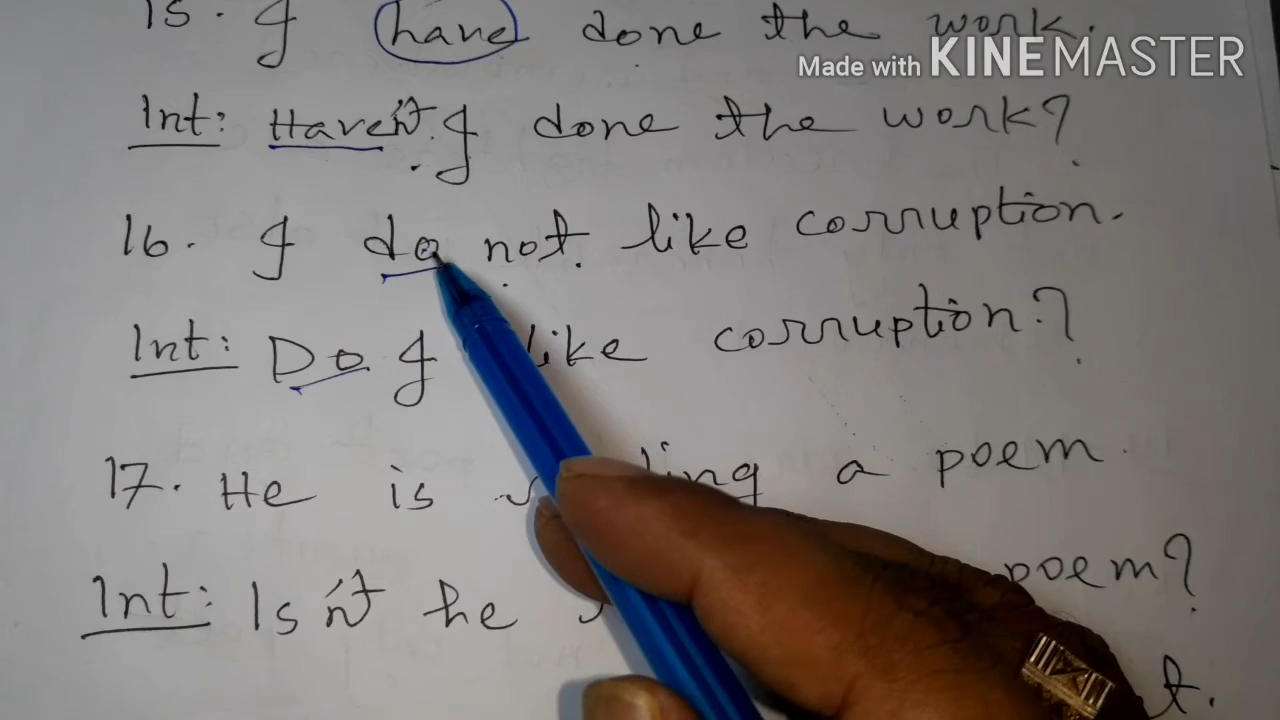 15. I have done the work.
Made with KINEMASTER
Int: Haven't I done the work?
16. I do not like corruption.
Int: Do I like corruption?
17. He is a poem.
Int: Isn't he poem?